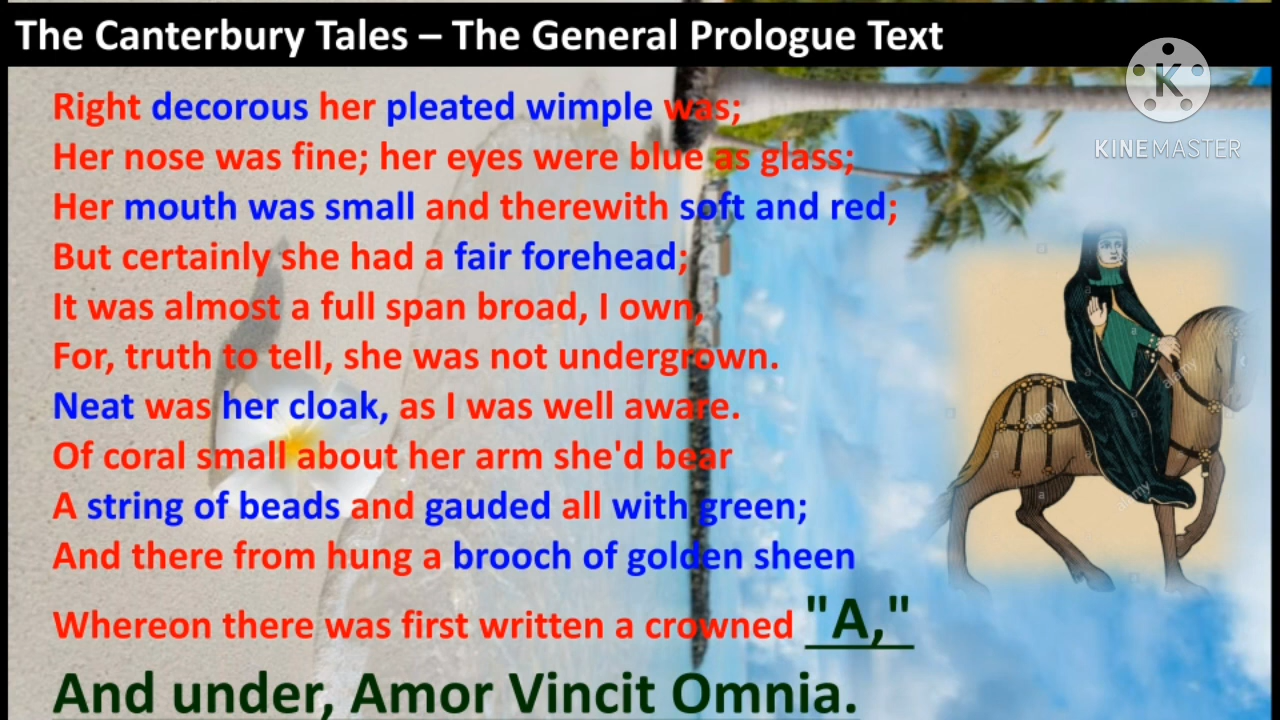 The Canterbury Tales – The General Prologue Text
K
KINEMASTER
Right decorous her pleated wimple was;
Her nose was fine; her eyes were blue as glass;
Her mouth was small and therewith soft and red;
But certainly she had a fair forehead;
It was almost a full span broad, I own,
For, truth to tell, she was not undergrown.
Neat was her cloak, as I was well aware.
Of coral small about her arm she'd bear
A string of beads and gauded all with green;
And there from hung a brooch of golden sheen
Whereon there was first written a crowned "A,"
And under, Amor Vincit Omnia.
alamy
alamy
alamy
a
a
a